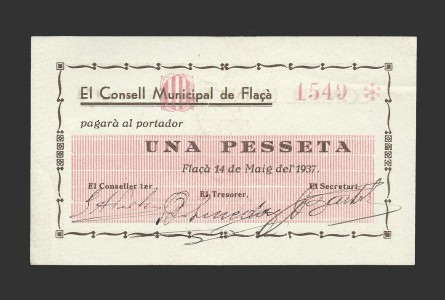 El Consell Municipal de Flaçà
1549 *
pagarà al portador
UNA PESSETA
Flaçà 14 de Maig del 1937.
El Conseller 1er. El Tresorer. El Secretari.